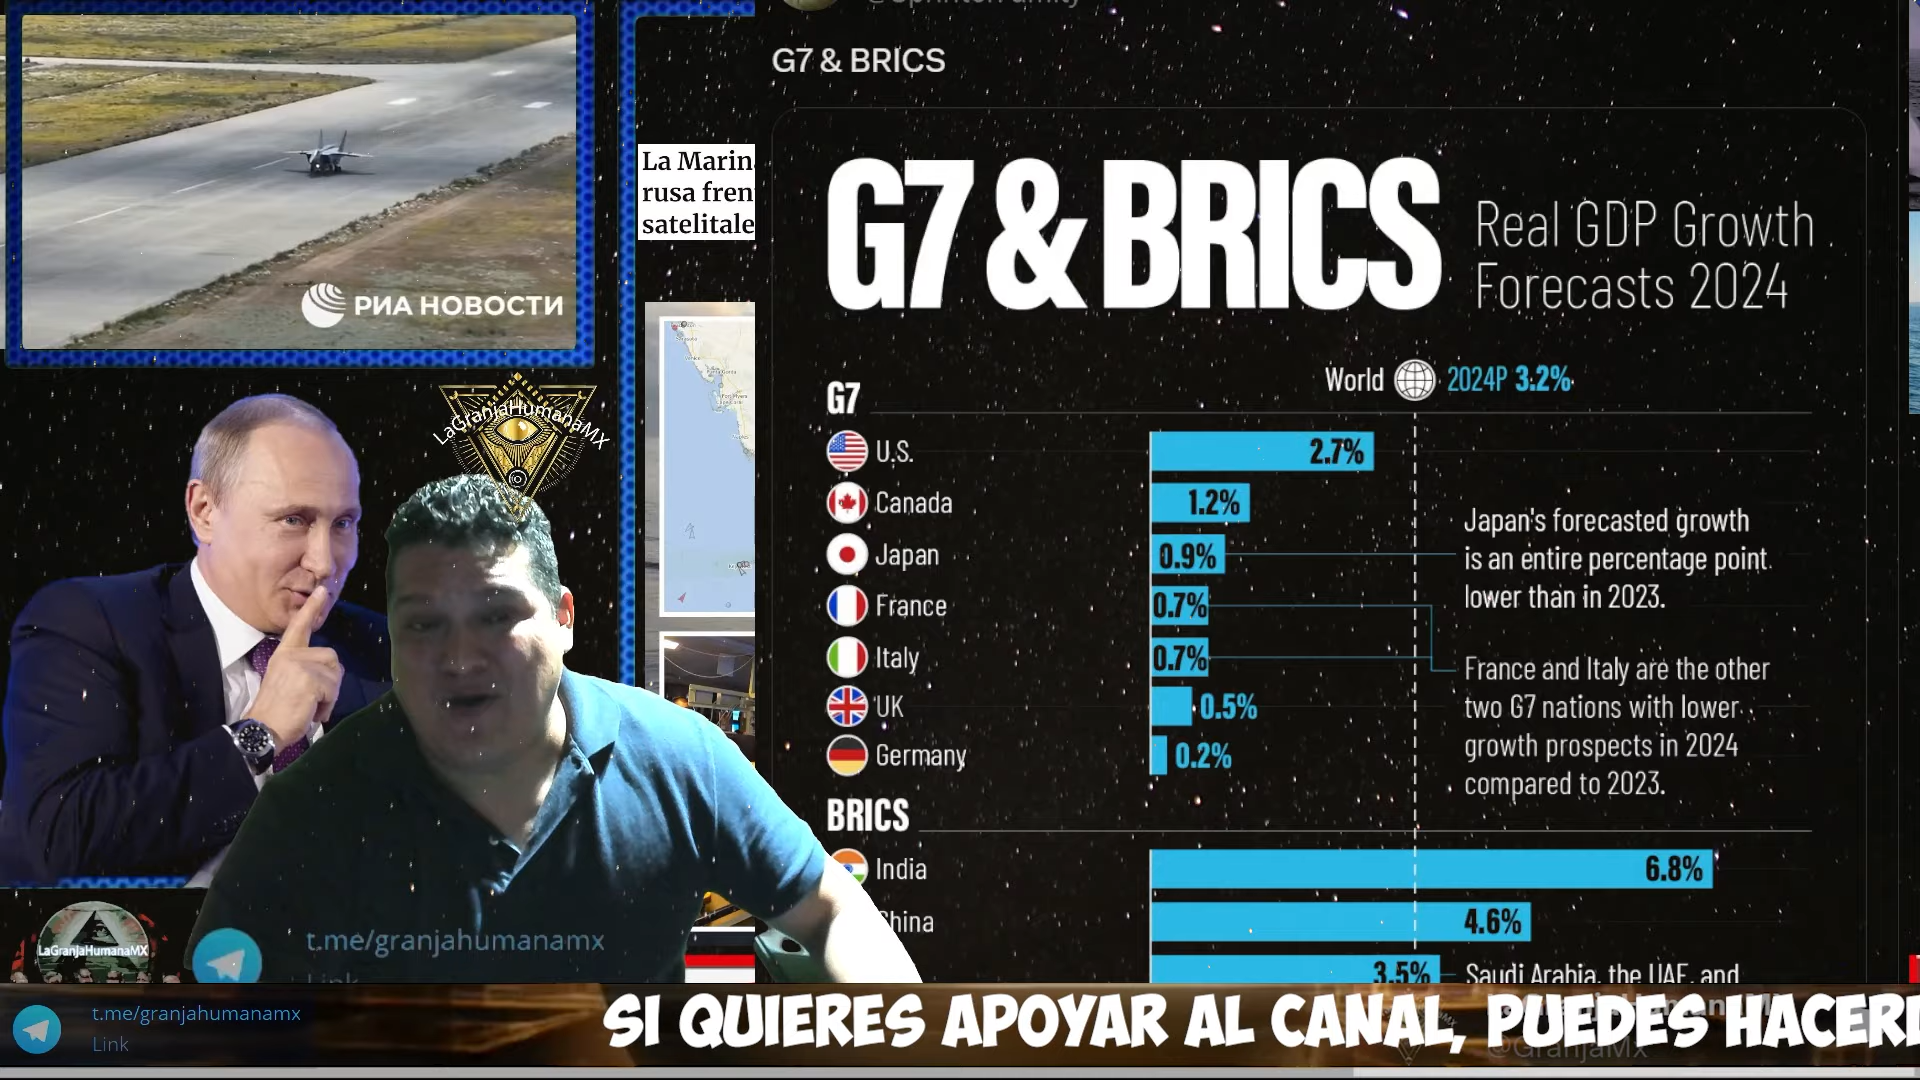 G7 & BRICS
РИА НОВОСТИ
La Marin
rusa fren
satelitale
G7 & BRICS
Real GDP Growth
Forecasts 2024
World 2024P 3.2%
G7
U.S. 2.7%
Canada 1.2%
Japan 0.9%
France 0.7%
Italy 0.7%
UK 0.5%
Germany 0.2%
Japan's forecasted growth
is an entire percentage point
lower than in 2023.
France and Italy are the other
two G7 nations with lower
growth prospects in 2024
compared to 2023.
BRICS
India 6.8%
China 4.6%
3.5%
Saudi Arabia, the UAE, and
LaGranjaHumanaMX
LaGranjaHumanaMX
t.me/granjahumanamx
Link
t.me/granjahumanamx
Link
SI QUIERES APOYAR AL CANAL, PUEDES HACERL
@GranjaMx